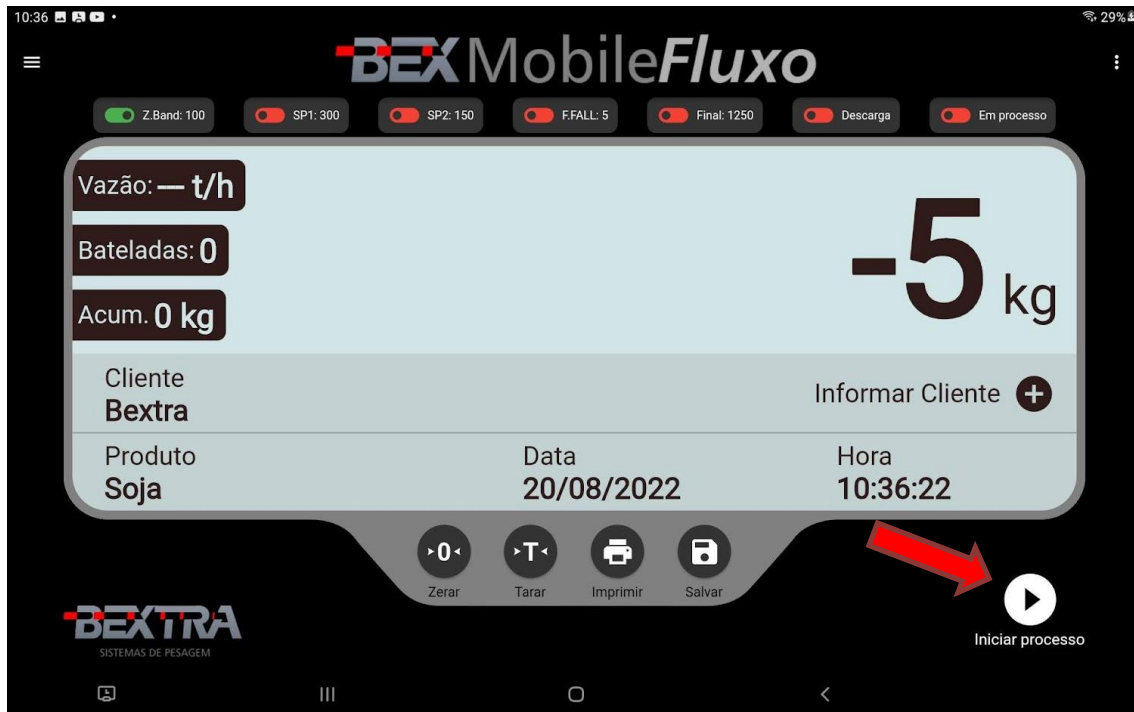 10:36
29%
BEXMobileFluxo
Z.Band: 100 SP1: 300 SP2: 150 F.FALL: 5 Final: 1250 Descarga Em processo
Vazão: --- t/h
Bateladas: 0
Acum. 0 kg
-5 kg
Cliente
Bextra
Informar Cliente
Produto
Soja
Data
20/08/2022
Hora
10:36:22
0 T
Zerar Tarar Imprimir Salvar
BEXTRA
SISTEMAS DE PESAGEM
Iniciar processo